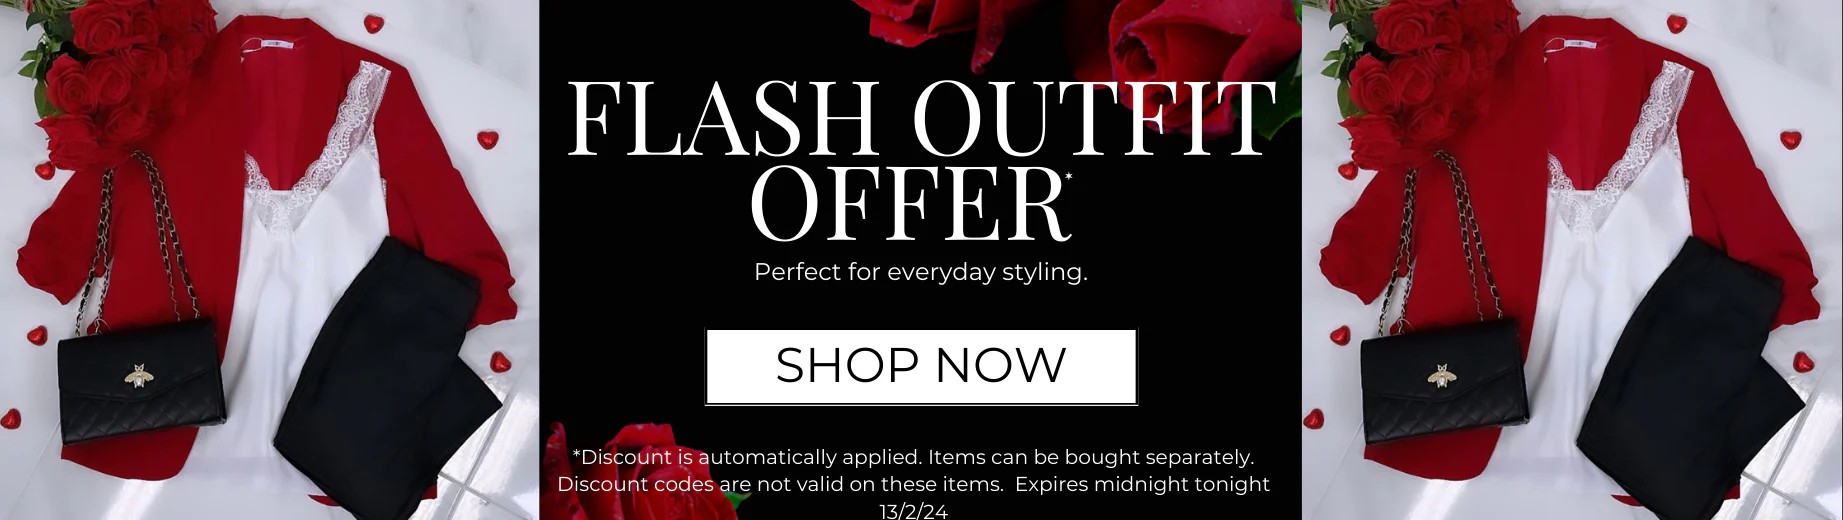 FLASH OUTFIT
OFFER*
Perfect for everyday styling.
SHOP NOW
*Discount is automatically applied. Items can be bought separately.
Discount codes are not valid on these items. Expires midnight tonight
13/2/24